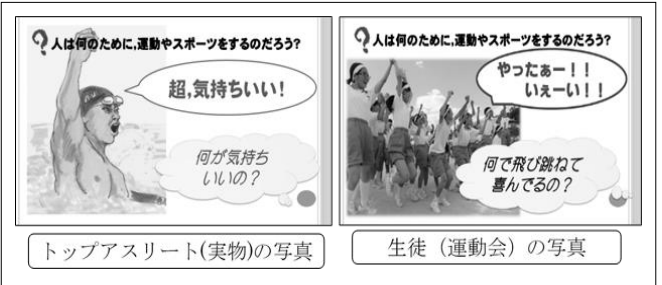 ?人は何のために,運動やスポーツをするのだろう?
超,気持ちいい!
何が気持ち
いいの?
トップアスリート(実物)の写真
?人は何のために,運動やスポーツをするのだろう?
やったぁー!!
いぇーい!!
何で飛び跳ねて
喜んでるの?
生徒(運動会)の写真